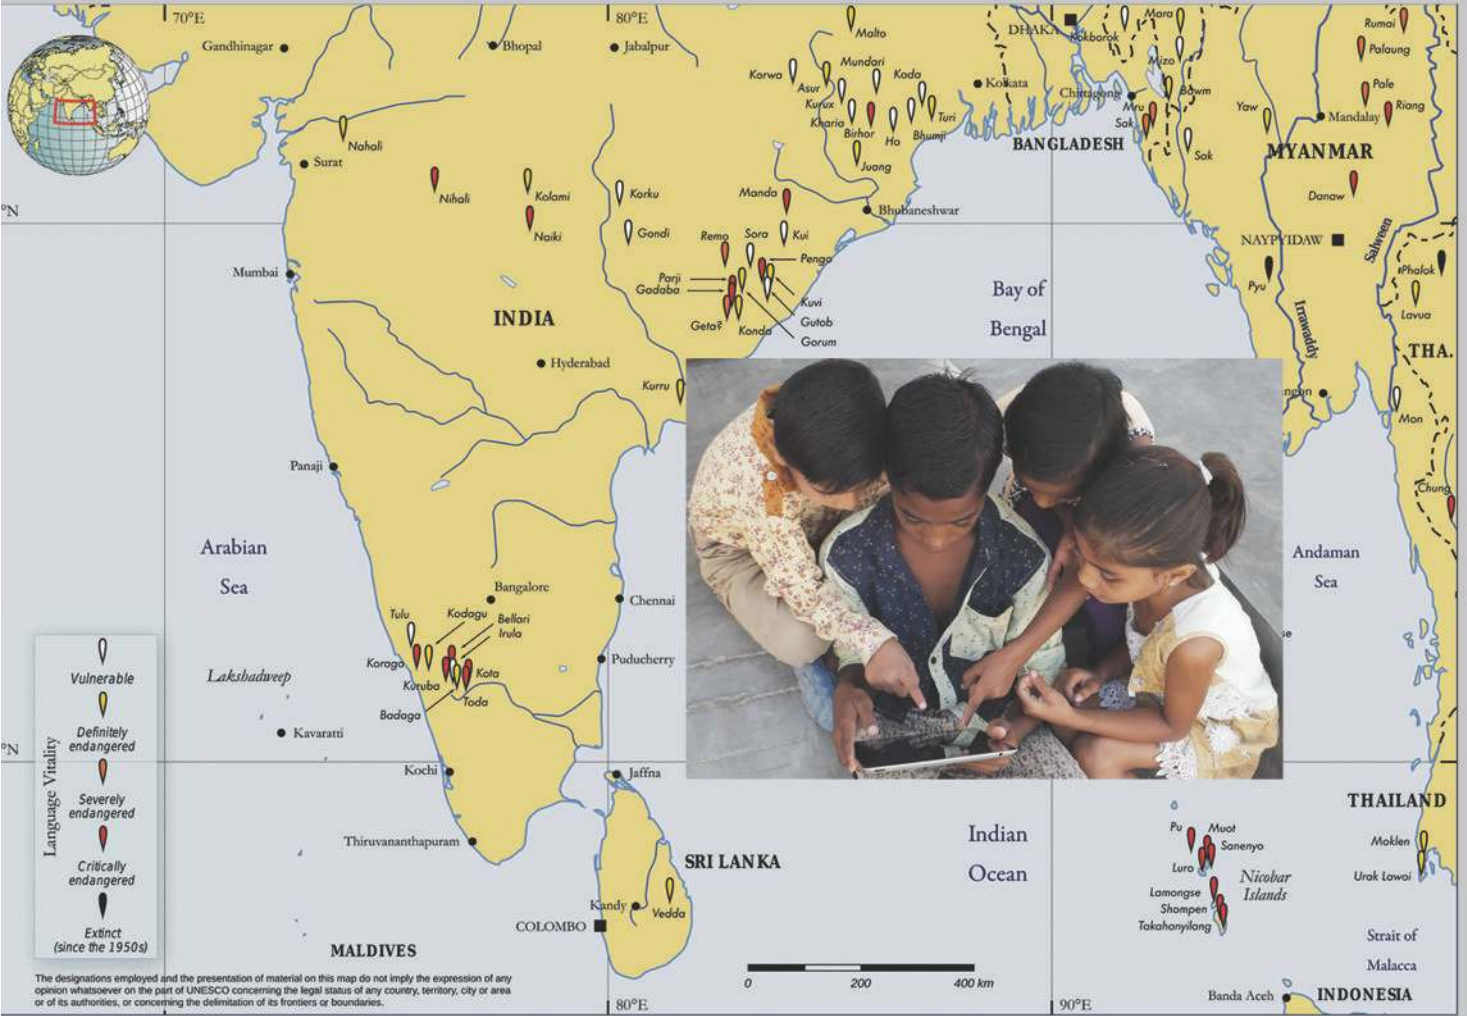 70°E
80°E
Gandhinagar
Bhopal
Jabalpur
Malto
DHAKA
Kokborok
Mara
Rumai
Palaung
Korwa
Asur
Mundari
Koda
Kolkata
Mizo
Chittagong
Bawm
Pale
Riang
Kurux
Kharia
Birhor
Ho
Bhumji
Turi
Mru
Sak
Yaw
Mandalay
Nahali
Surat
Juang
BANGLADESH
Sak
MYANMAR
Nihali
Kolami
Korku
Manda
Danaw
°N
Bhubaneshwar
Naiki
Gondi
Remo
Sora
Kui
NAYPYIDAW
Salween
Mumbai
Parji
Gadaba
Pengo
Phalok
Pyu
Bay of
Bengal
Kuvi
Gutob
Gorum
Geta?
Konda
INDIA
Irrawaddy
Lavua
THA.
Hyderabad
Kurru
ngon
Mon
Panaji
Chung
Arabian
Sea
Andaman
Sea
Bangalore
Chennai
Tulu
Kodagu
Bellari
Irula
se
Koraga
Kuruba
Kota
Toda
Badaga
Puducherry
Lakshadweep
Kavaratti
°N
Kochi
Jaffna
Thiruvananthapuram
SRI LANKA
Indian
Ocean
THAILAND
Pu
Muot
Sanenyo
Luro
Moklen
Urak Lawoi
Nicobar
Islands
Lamongse
Shompen
Takahanyilang
Kandy
Vedda
COLOMBO
MALDIVES
Strait of
Malacca
0 200 400 km
Banda Aceh
INDONESIA
80°E
90°E
Language Vitality
Vulnerable
Definitely
endangered
Severely
endangered
Critically
endangered
Extinct
(since the 1950s)
The designations employed and the presentation of material on this map do not imply the expression of any
opinion whatsoever on the part of UNESCO concerning the legal status of any country, territory, city or area
or of its authorities, or concerning the delimitation of its frontiers or boundaries.